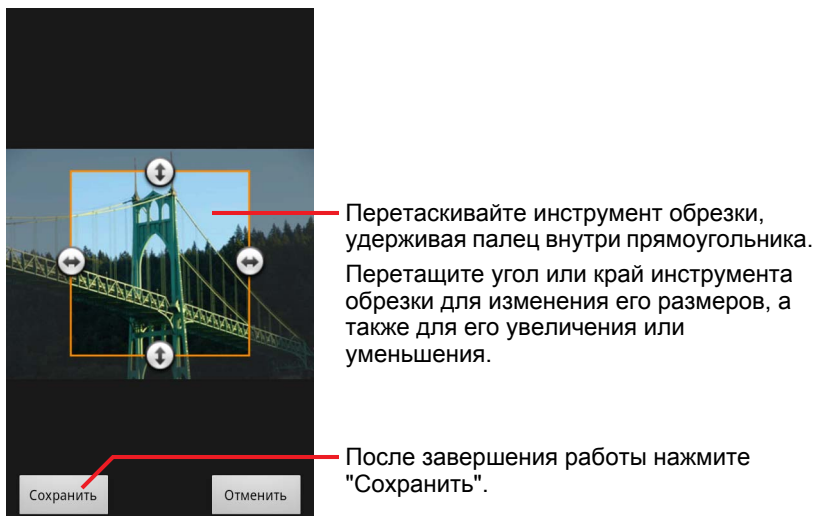 Перетаскивайте инструмент обрезки,
удерживая палец внутри прямоугольника.
Перетащите угол или край инструмента
обрезки для изменения его размеров, а
также для его увеличения или
уменьшения.
После завершения работы нажмите
"Сохранить".
Сохранить
Отменить